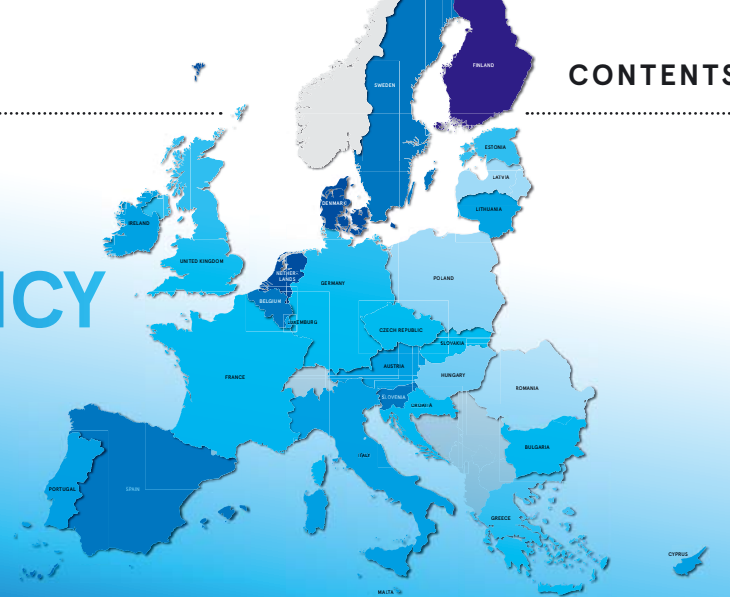 FINLAND
CONTENTS
SWEDEN
ESTONIA
LATVIA
DENMARK
LITHUANIA
IRELAND
UNITED KINGDOM
NETHER-
LANDS
POLAND
GERMANY
ICY
BELGIUM
LUXEMBURG
CZECH REPUBLIC
SLOVAKIA
AUSTRIA
FRANCE
HUNGARY
ROMANIA
SLOVENIA
CROATIA
BULGARIA
ITALY
PORTUGAL
SPAIN
GREECE
CYPRUS
MALTA